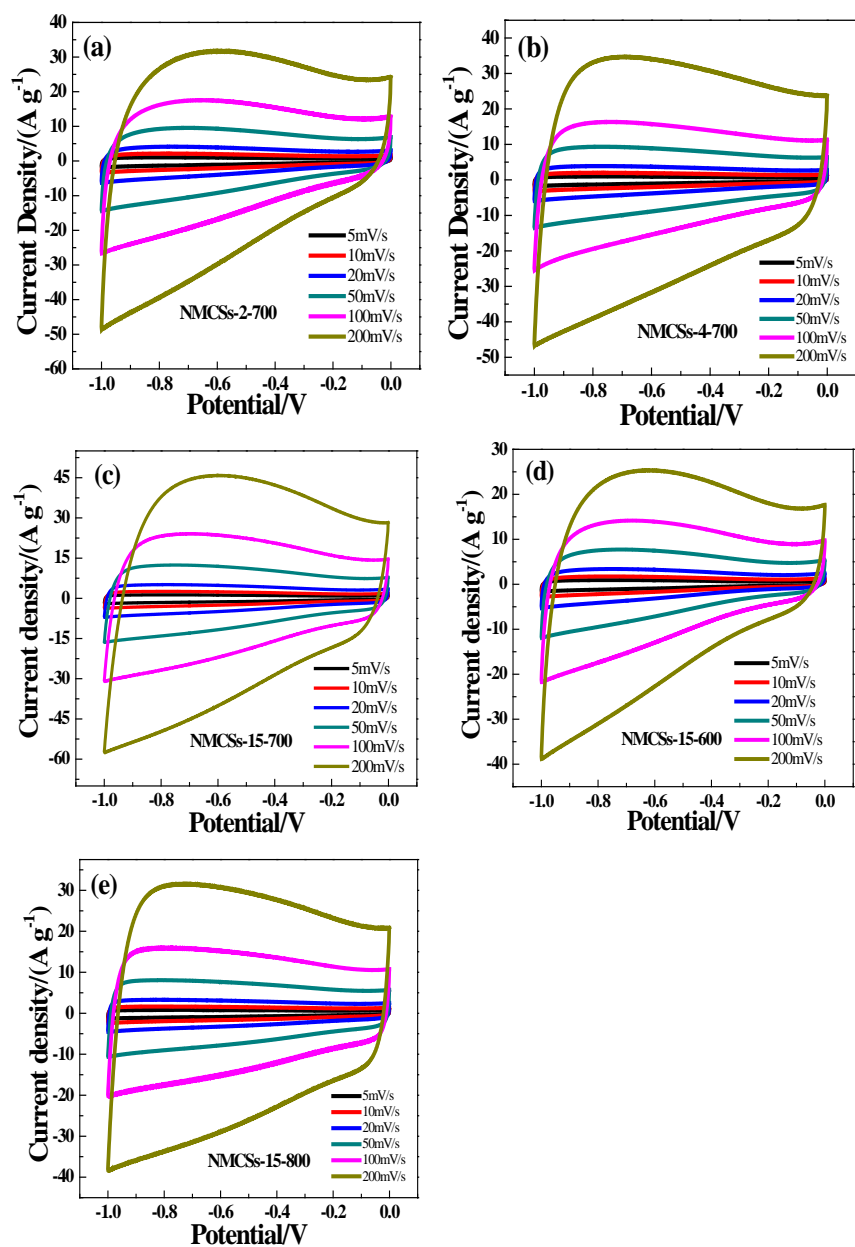 (a)
Current Density/(A g-1)
40
30
20
10
0
-10
-20
-30
-40
-50
-60
5mV/s
10mV/s
20mV/s
50mV/s
100mV/s
200mV/s
NMCSs-2-700
-1.0 -0.8 -0.6 -0.4 -0.2 0.0
Potential/V
(b)
Current Density/(A g-1)
40
30
20
10
0
-10
-20
-30
-40
-50
5mV/s
10mV/s
20mV/s
50mV/s
100mV/s
200mV/s
NMCSs-4-700
-1.0 -0.8 -0.6 -0.4 -0.2 0.0
Potential/V
(c)
Current density/(A g-1)
45
30
15
0
-15
-30
-45
-60
5mV/s
10mV/s
20mV/s
50mV/s
100mV/s
200mV/s
NMCSs-15-700
-1.0 -0.8 -0.6 -0.4 -0.2 0.0
Potential/V
(d)
Current density/(A g-1)
30
20
10
0
-10
-20
-30
-40
5mV/s
10mV/s
20mV/s
50mV/s
100mV/s
200mV/s
NMCSs-15-600
-1.0 -0.8 -0.6 -0.4 -0.2 0.0
Potential/V
(e)
Current density/(A g-1)
30
20
10
0
-10
-20
-30
-40
5mV/s
10mV/s
20mV/s
50mV/s
100mV/s
200mV/s
NMCSs-15-800
-1.0 -0.8 -0.6 -0.4 -0.2 0.0
Potential/V